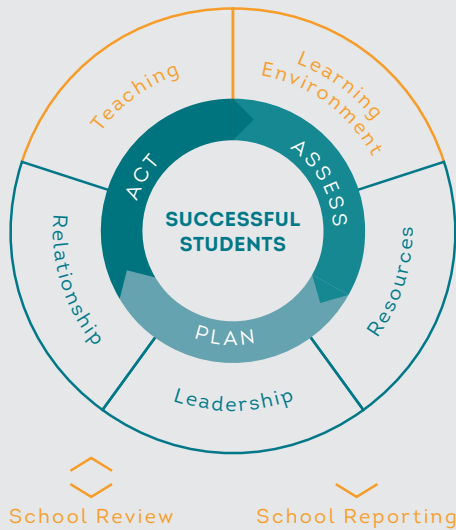 Teaching
Learning
Environment
ACT
ASSESS
SUCCESSFUL
STUDENTS
Relationship
Resources
PLAN
Leadership
School Review
School Reporting